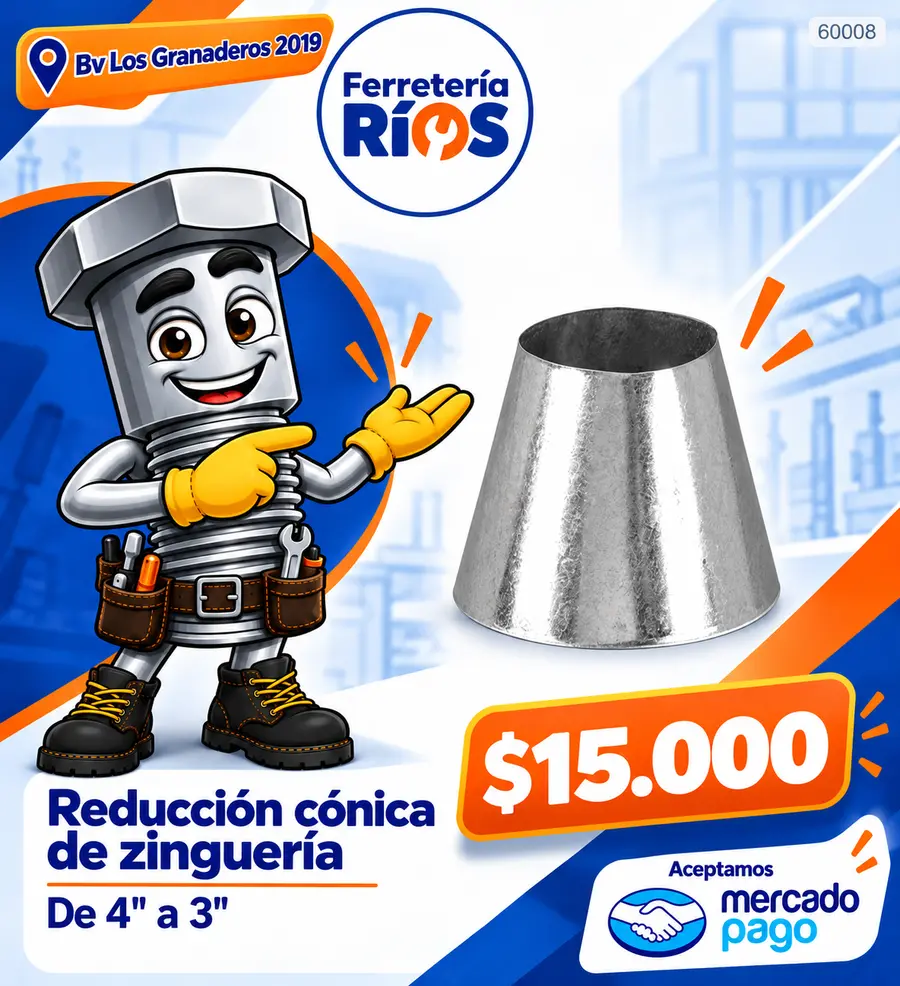 Bv Los Granaderos 2019
Ferretería
RÍOS
60008
$15.000
Reducción cónica
de zinguería
De 4" a 3"
Aceptamos
mercado
pago